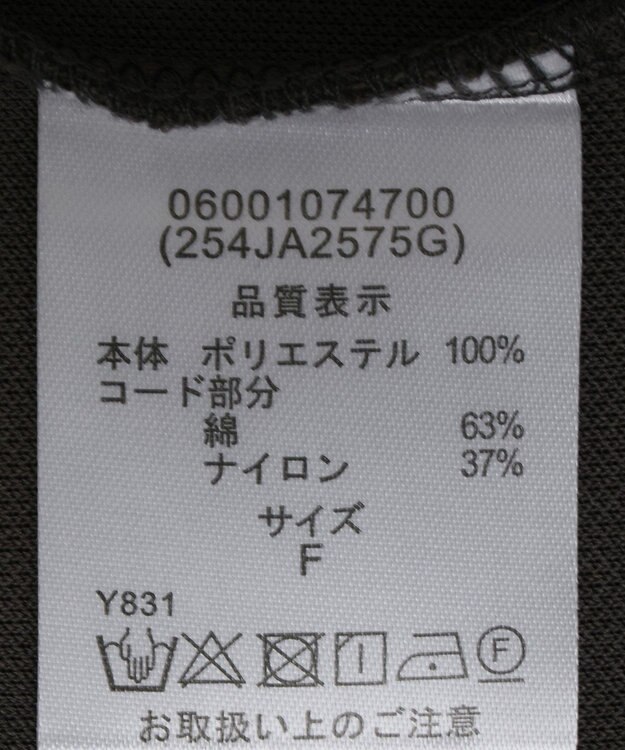 06001074700
(254JA2575G)
品質表示
本体 ポリエステル 100%
コード部分
綿 63%
ナイロン 37%
サイズ
F
Y831
F
お取扱い上のご注意